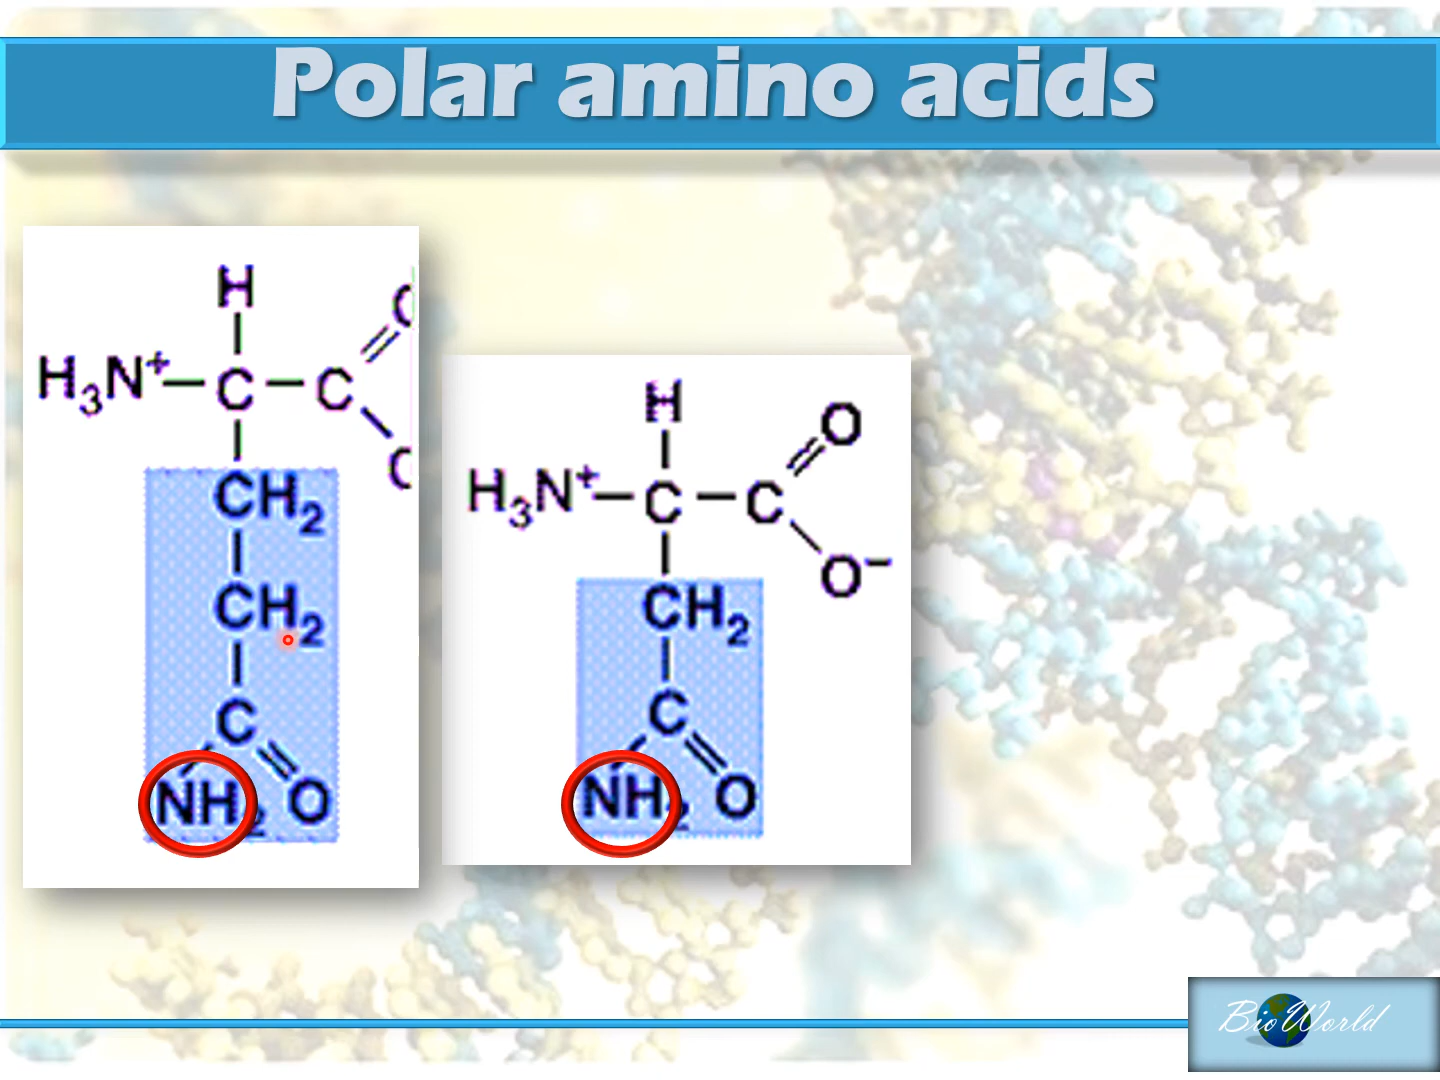 Polar amino acids
H
O
H₃N⁺ C C
CH₂
CH₂
C
NH₂ O
H
O
H₃N⁺ C C
O⁻
CH₂
C
NH₂ O
BioWorld